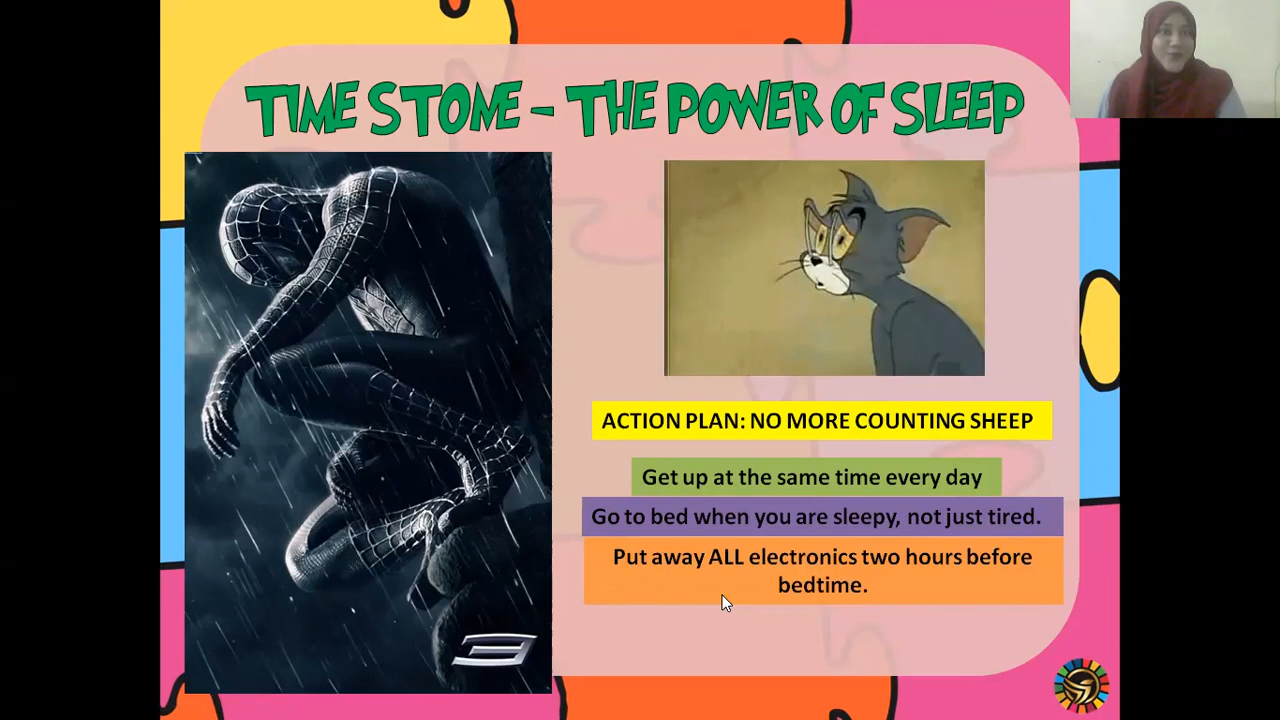 TIME STONE - THE POWER OF SLEEP
3
ACTION PLAN: NO MORE COUNTING SHEEP
Get up at the same time every day
Go to bed when you are sleepy, not just tired.
Put away ALL electronics two hours before
bedtime.